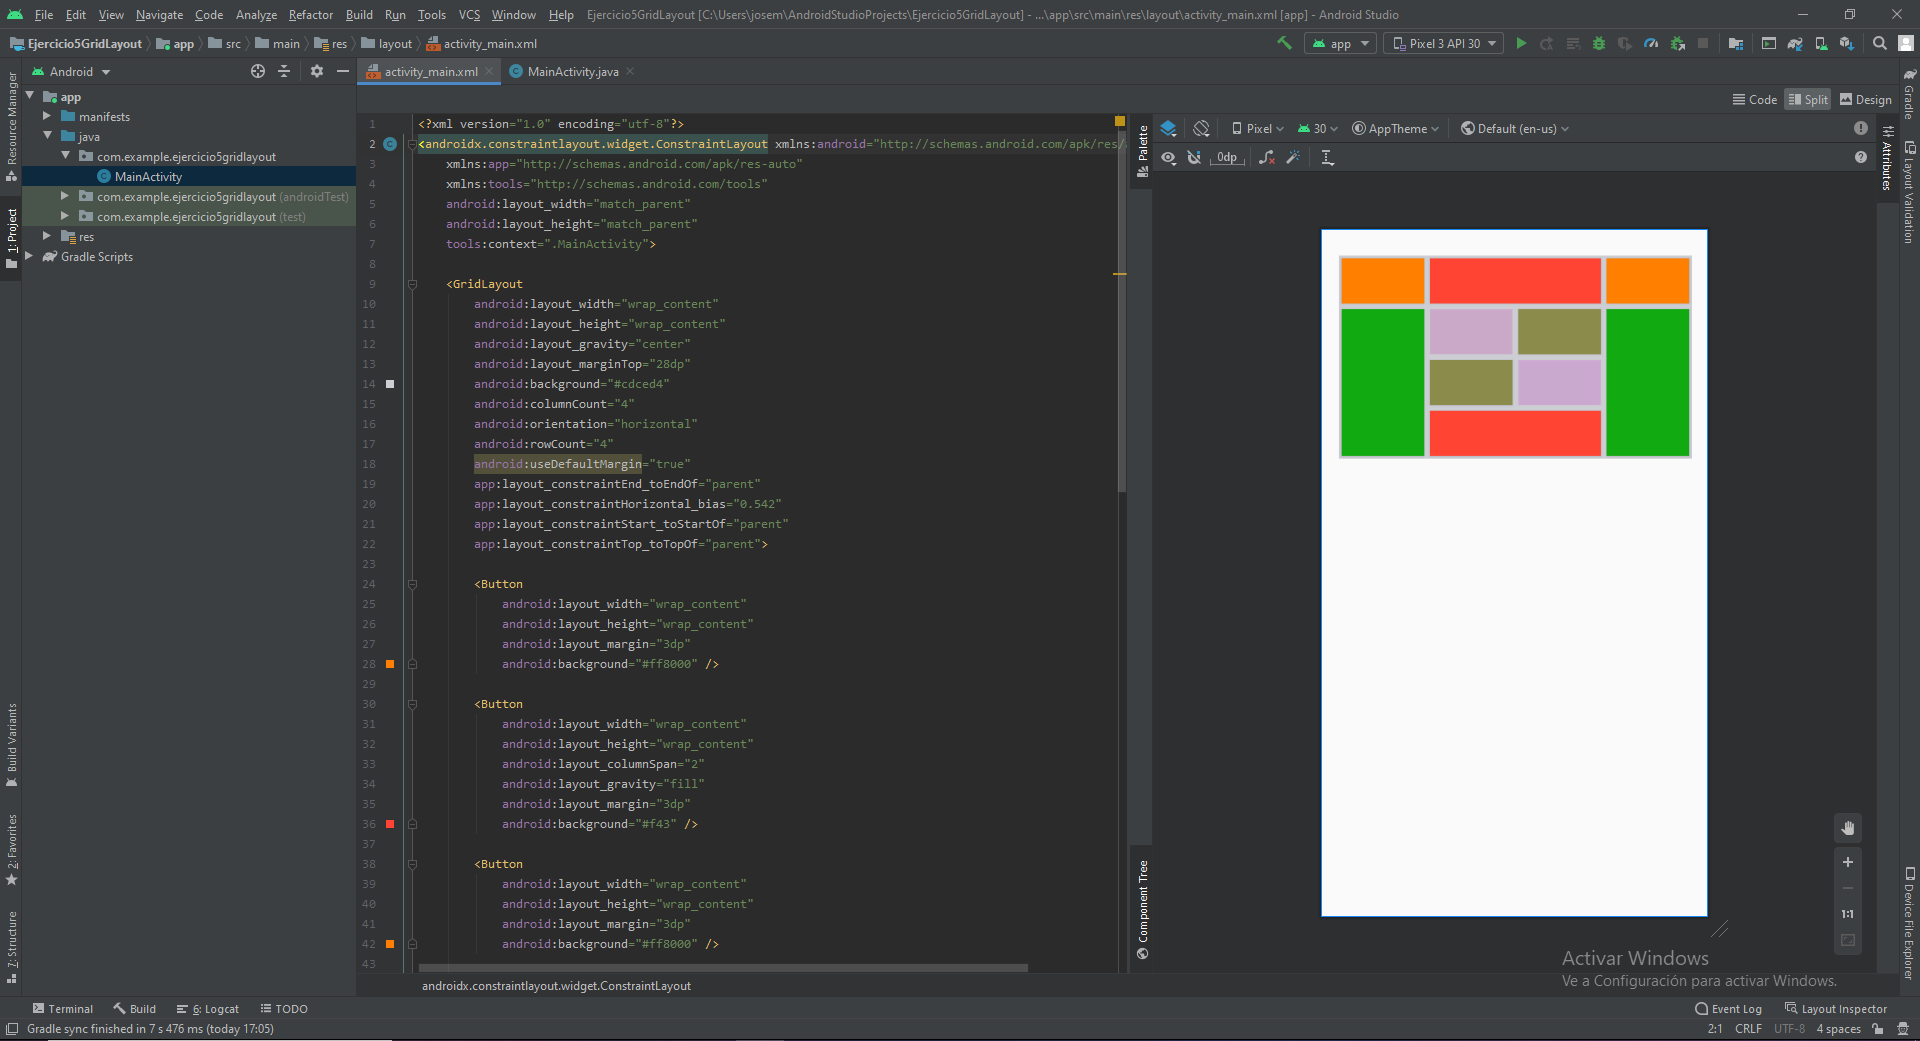 File Edit View Navigate Code Analyze Refactor Build Run Tools VCS Window Help Ejercicio5GridLayout [C:\Users\josem\AndroidStudioProjects\Ejercicio5GridLayout] - ...\app\src\main\res\layout\activity_main.xml [app] - Android Studio
Ejercicio5GridLayout app src main res layout activity_main.xml app Pixel 3 API 30
Android activity_main.xml MainActivity.java
Code Split Design
Resource Manager
1: Project
Build Variants
2: Favorites
7: Structure
app
manifests
java
com.example.ejercicio5gridlayout
MainActivity
com.example.ejercicio5gridlayout (androidTest)
com.example.ejercicio5gridlayout (test)
res
Gradle Scripts
1 <?xml version="1.0" encoding="utf-8"?>
2 <androidx.constraintlayout.widget.ConstraintLayout xmlns:android="http://schemas.android.com/apk/res/
3 xmlns:app="http://schemas.android.com/apk/res-auto"
4 xmlns:tools="http://schemas.android.com/tools"
5 android:layout_width="match_parent"
6 android:layout_height="match_parent"
7 tools:context=".MainActivity">
8
9 <GridLayout
10 android:layout_width="wrap_content"
11 android:layout_height="wrap_content"
12 android:layout_gravity="center"
13 android:layout_marginTop="28dp"
14 android:background="#cdced4"
15 android:columnCount="4"
16 android:orientation="horizontal"
17 android:rowCount="4"
18 android:useDefaultMargin="true"
19 app:layout_constraintEnd_toEndOf="parent"
20 app:layout_constraintHorizontal_bias="0.542"
21 app:layout_constraintStart_toStartOf="parent"
22 app:layout_constraintTop_toTopOf="parent">
23
24 <Button
25 android:layout_width="wrap_content"
26 android:layout_height="wrap_content"
27 android:layout_margin="3dp"
28 android:background="#ff8000" />
29
30 <Button
31 android:layout_width="wrap_content"
32 android:layout_height="wrap_content"
33 android:layout_columnSpan="2"
34 android:layout_gravity="fill"
35 android:layout_margin="3dp"
36 android:background="#f43" />
37
38 <Button
39 android:layout_width="wrap_content"
40 android:layout_height="wrap_content"
41 android:layout_margin="3dp"
42 android:background="#ff8000" />
43
androidx.constraintlayout.widget.ConstraintLayout
Palette
Component Tree
Pixel 30 AppTheme Default (en-us)
0dp
1:1
Attributes
Gradle
Layout Validation
Device File Explorer
Activar Windows
Ve a Configuración para activar Windows.
Terminal Build 6: Logcat TODO Event Log Layout Inspector
Gradle sync finished in 7 s 476 ms (today 17:05) 2:1 CRLF UTF-8 4 spaces